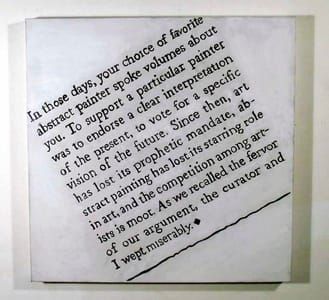 In those days, your choice of favorite
abstract painter spoke volumes about
you. To support a particular painter
was to endorse a clear interpretation
of the present, to vote for a specific
vision of the future. Since then, art
has lost its prophetic mandate, ab-
stract painting has lost its starring role
in art, and the competition among art-
ists is moot. As we recalled the fervor
of our argument, the curator and
I wept miserably.◆